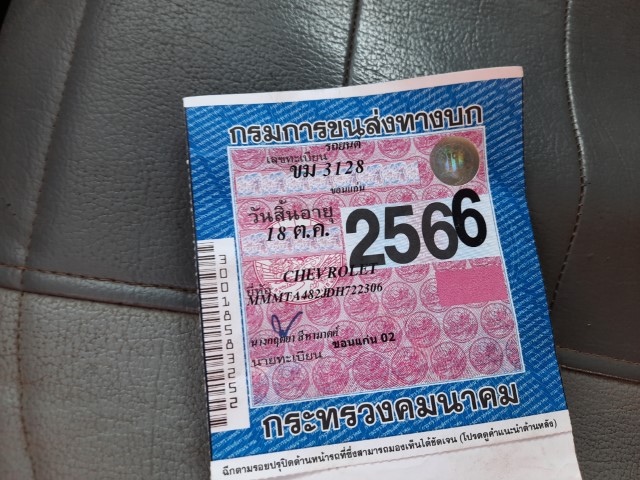 กรมการขนส่งทางบก
รถยนต์
เลขทะเบียน
ขม 3128
ขอนแก่น
วันสิ้นอายุ
18 ต.ค.
2566
CHEVROLET
MMMTA482JDH722306
ขอนแก่น 02
นายทะเบียน
3001858383252
กระทรวงคมนาคม
ฉีกตามรอยปรุปิดด้านหน้ารถที่ซึ่งสามารถมองเห็นได้ชัดเจน (โปรดดูคำแนะนำด้านหลัง)